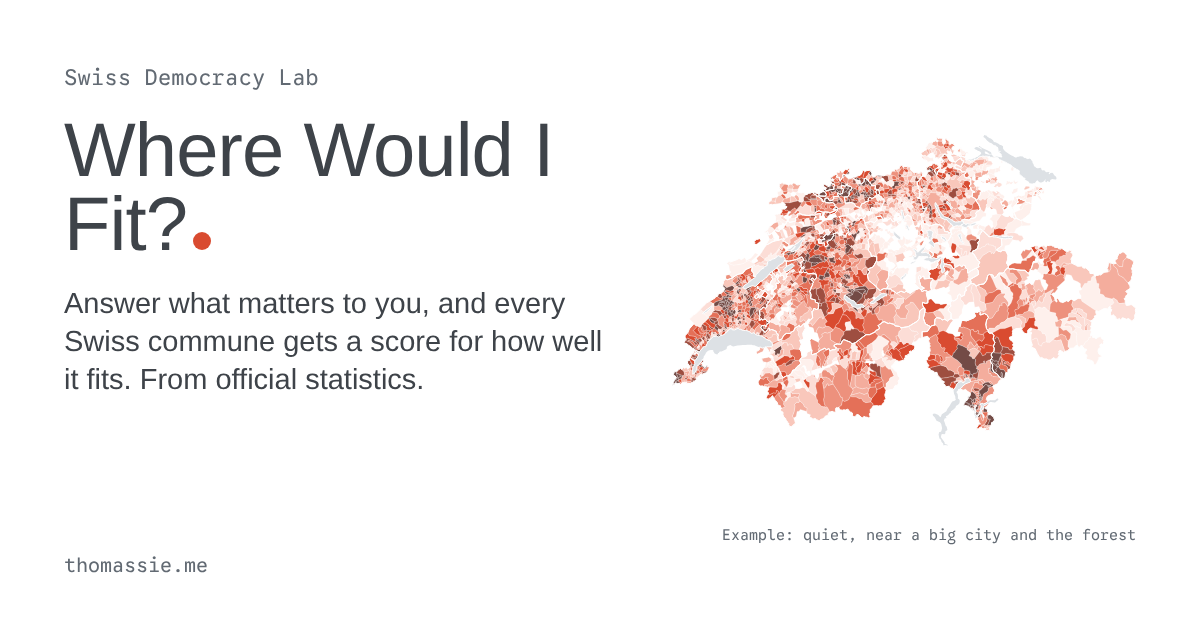 Swiss Democracy Lab
Where Would I
Fit?
Answer what matters to you, and every
Swiss commune gets a score for how well
it fits. From official statistics.
Example: quiet, near a big city and the forest
thomassie.me